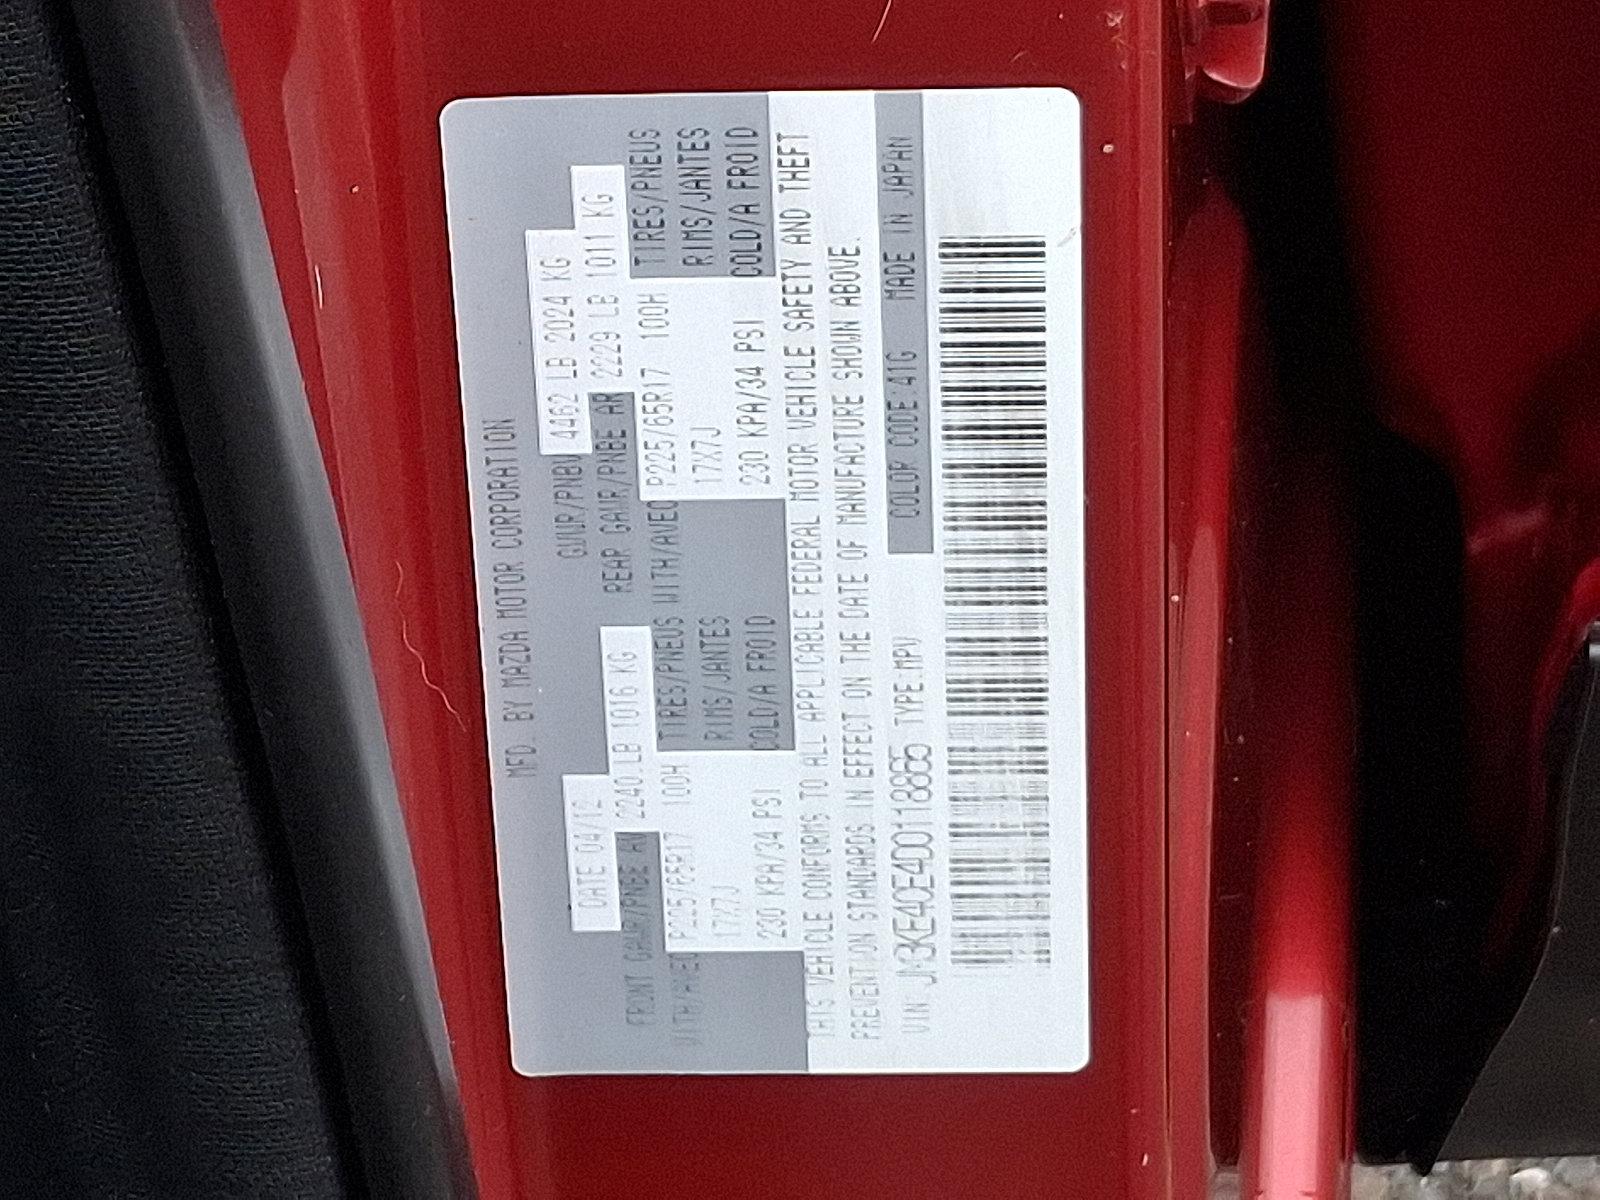 MFD. BY MAZDA MOTOR CORPORATION
DATE 04/12 GVWR/PNBV 4462 LB 2024 KG
FRONT GAWR/PNBE AV 2240 LB 1016 KG REAR GAWR/PNBE AR 2229 LB 1011 KG
WITH/AVEC P225/65R17 100H TIRES/PNEUS WITH/AVEC P225/65R17 100H TIRES/PNEUS
17X7J RIMS/JANTES 17X7J RIMS/JANTES
230 KPA/34 PSI COLD/A FROID 230 KPA/34 PSI COLD/A FROID
THIS VEHICLE CONFORMS TO ALL APPLICABLE FEDERAL MOTOR VEHICLE SAFETY AND THEFT
PREVENTION STANDARDS IN EFFECT ON THE DATE OF MANUFACTURE SHOWN ABOVE.
VIN JM3KE4CE4D0118865 TYPE:MPV COLOR CODE:41G MADE IN JAPAN